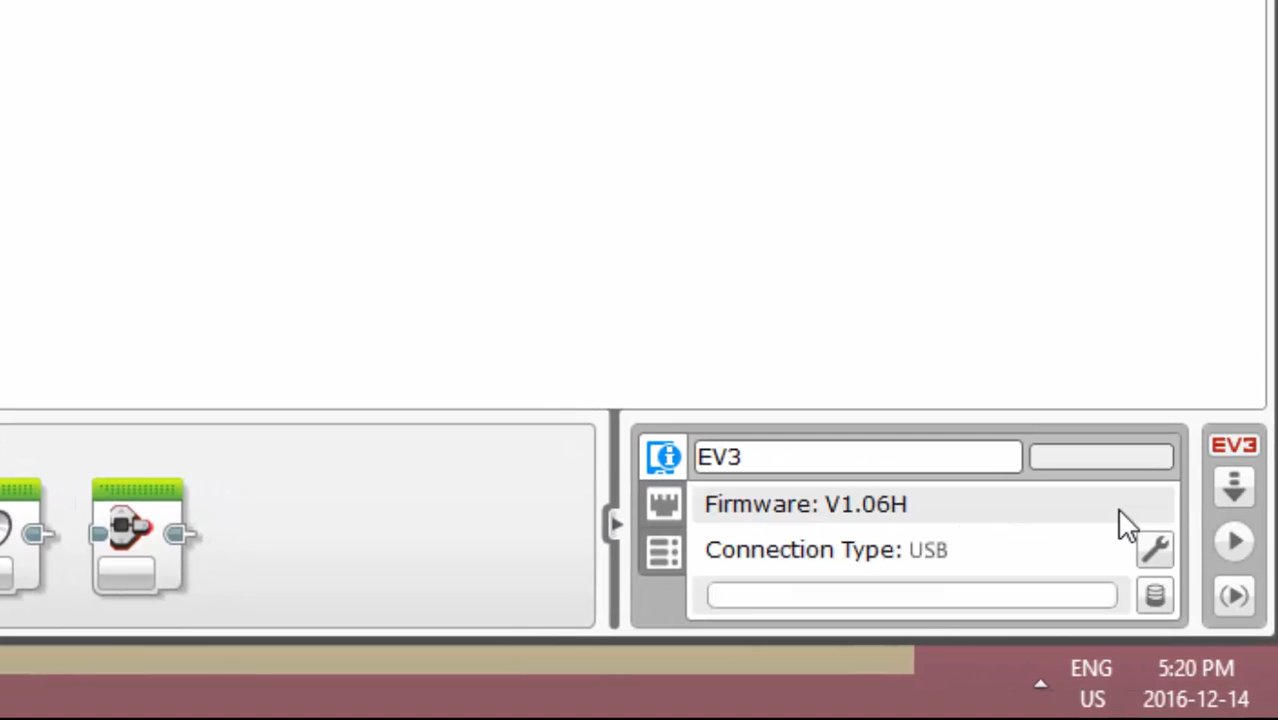 EV3
EV3
Firmware: V1.06H
Connection Type: USB
ENG
US
5:20 PM
2016-12-14